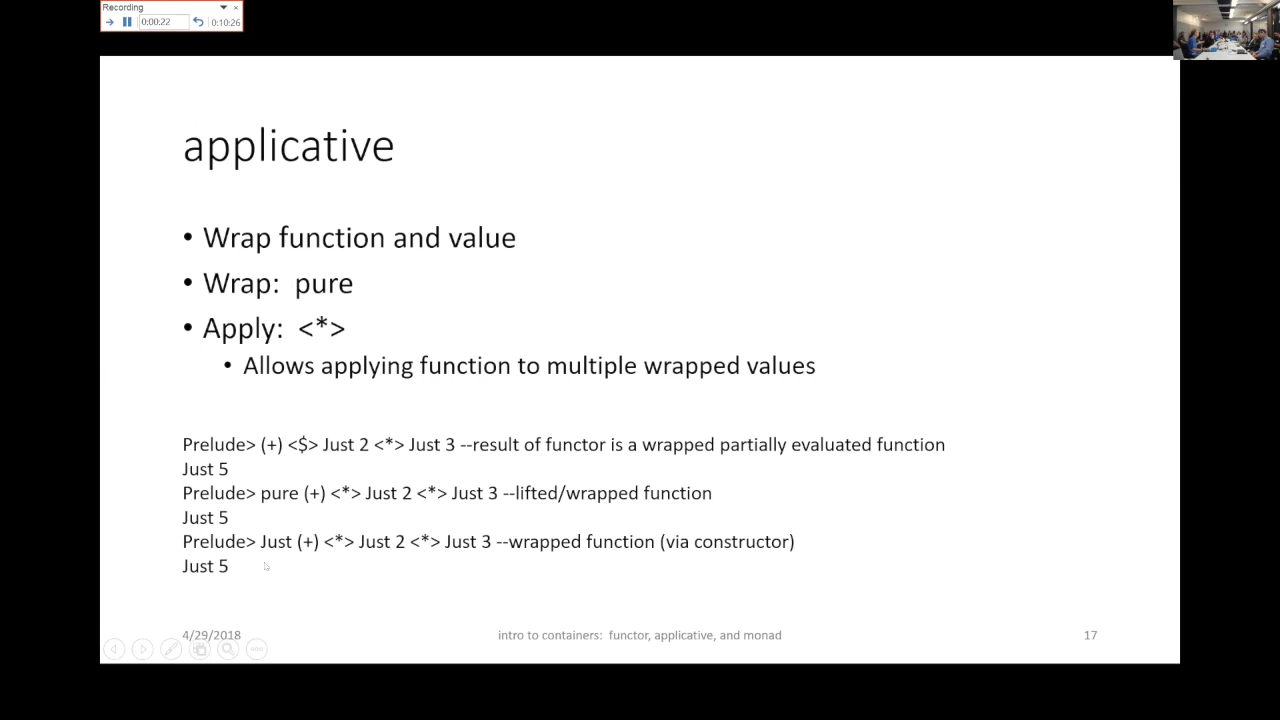 Recording
0:00:22 0:10:26
applicative
• Wrap function and value
• Wrap: pure
• Apply: <*>
• Allows applying function to multiple wrapped values
Prelude> (+) <$> Just 2 <*> Just 3 --result of functor is a wrapped partially evaluated function
Just 5
Prelude> pure (+) <*> Just 2 <*> Just 3 --lifted/wrapped function
Just 5
Prelude> Just (+) <*> Just 2 <*> Just 3 --wrapped function (via constructor)
Just 5
4/29/2018 intro to containers: functor, applicative, and monad 17